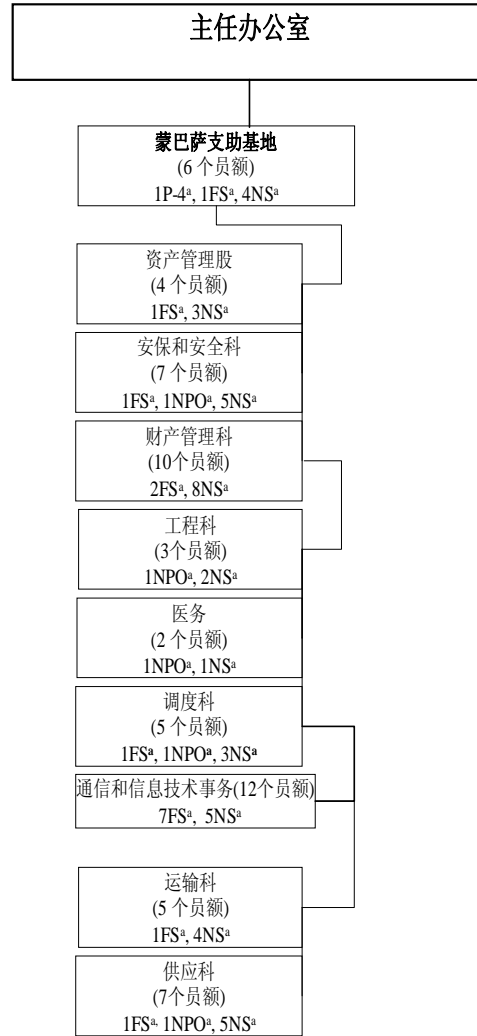 主任办公室
蒙巴萨支助基地
(6 个员额)
1P-4ᵃ, 1FSᵃ, 4NSᵃ
资产管理股
(4 个员额)
1FSᵃ, 3NSᵃ
安保和安全科
(7 个员额)
1FSᵃ, 1NPOᵃ, 5NSᵃ
财产管理科
(10个员额)
2FSᵃ, 8NSᵃ
工程科
(3个员额)
1NPOᵃ, 2NSᵃ
医务
(2 个员额)
1NPOᵃ, 1NSᵃ
调度科
(5 个员额)
1FSᵃ, 1NPOᵃ, 3NSᵃ
通信和信息技术事务(12个员额)
7FSᵃ, 5NSᵃ
运输科
(5 个员额)
1FSᵃ, 4NSᵃ
供应科
(7个员额)
1FSᵃ, 1NPOᵃ, 5NSᵃ